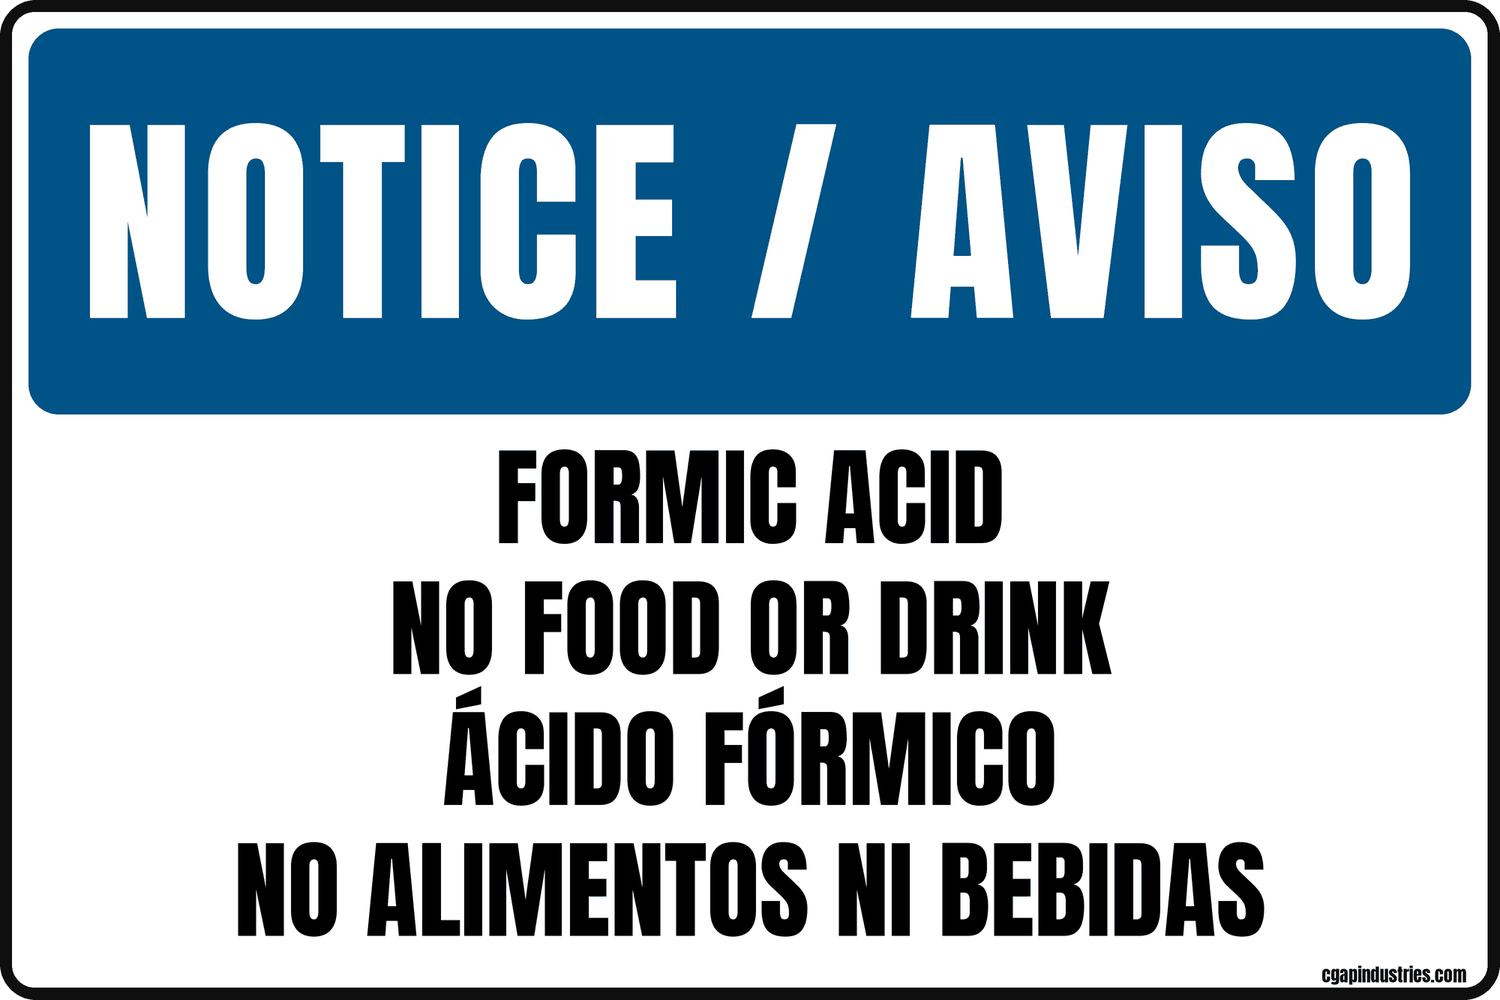 NOTICE / AVISO
FORMIC ACID
NO FOOD OR DRINK
ÁCIDO FÓRMICO
NO ALIMENTOS NI BEBIDAS
cgapindustries.com